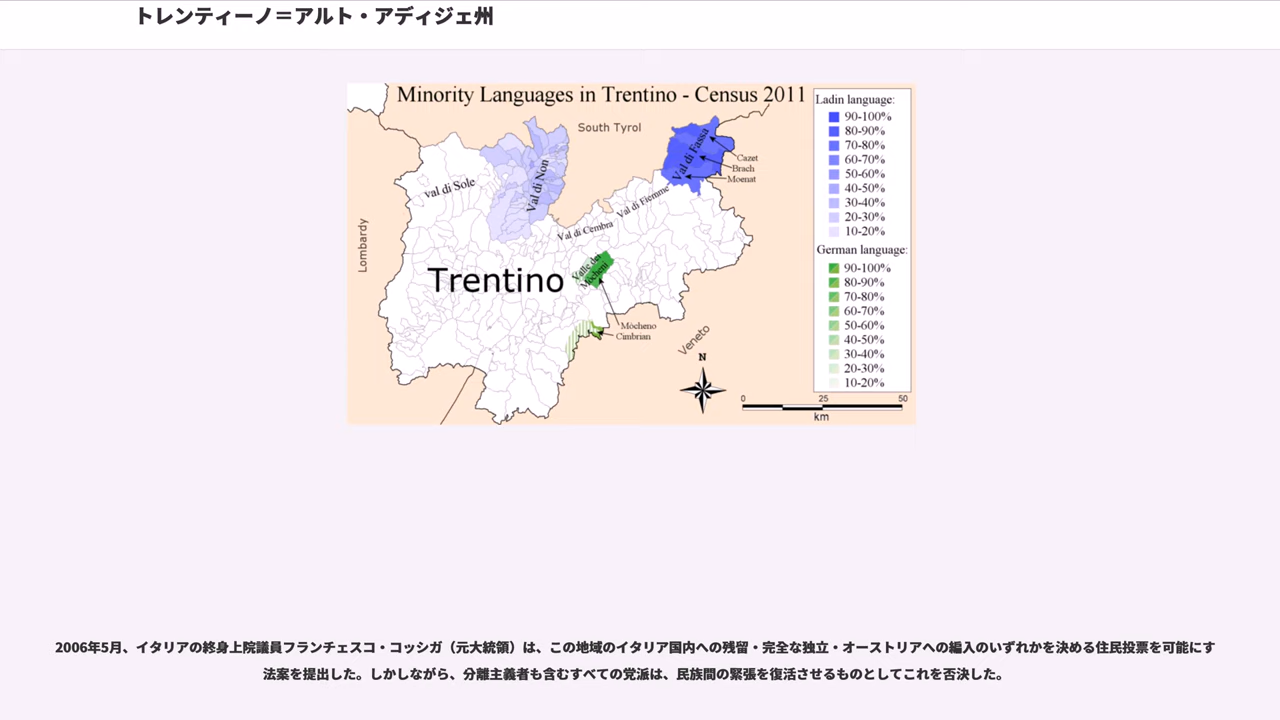 トレンティーノ＝アルト・アディジェ州
Minority Languages in Trentino - Census 2011
South Tyrol
Lombardy
Veneto
Trentino
val di Sole
Val di Non
Val di Fassa
Cazet
Brach
Moenat
Val di Fiemme
Val di Cembra
Valle dei
Mocheni
Mòcheno
Cimbrian
Ladin language:
90-100%
80-90%
70-80%
60-70%
50-60%
40-50%
30-40%
20-30%
10-20%
German language:
90-100%
80-90%
70-80%
60-70%
50-60%
40-50%
30-40%
20-30%
10-20%
N
0 25 50
km
2006年5月、イタリアの終身上院議員フランチェスコ・コッシガ（元大統領）は、この地域のイタリア国内への残留・完全な独立・オーストリアへの編入のいずれかを決める住民投票を可能にす
法案を提出した。しかしながら、分離主義者も含むすべての党派は、民族間の緊張を復活させるものとしてこれを否決した。